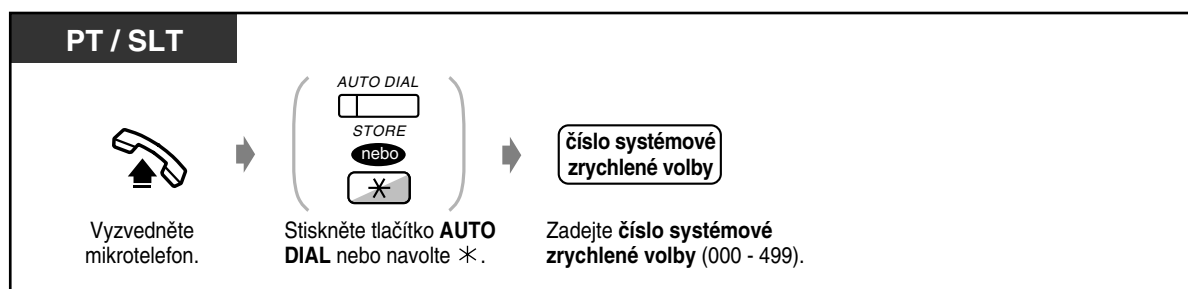 PT / SLT
AUTO DIAL
STORE
nebo
číslo systémové
zrychlené volby
Vyzvedněte
mikrotelefon.
Stiskněte tlačítko AUTO
DIAL nebo navolte ✳.
Zadejte číslo systémové
zrychlené volby (000 - 499).